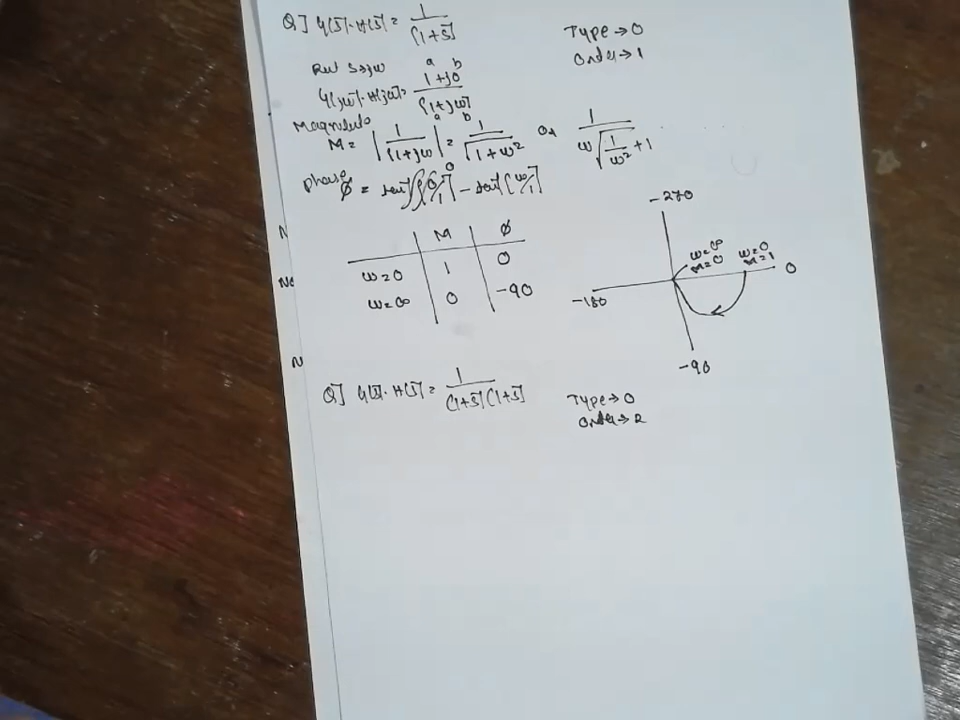 Q] G(S)·H(S) = 1/(1+S)
Type → 0
Order → 1
Put S → jω
a b
G(jω)·H(jω) = 1+j0/(1+jω)
a b
Magnitude
M = |1/(1+jω)| = 1/√(1+ω²) Or 1/(ω√(1/ω²+1))
Phase
φ = tan⁻¹(0/1) 0 - tan⁻¹(ω/1)
M φ
ω=0 1 0
ω=∞ 0 -90
-270
ω=∞
M=0
ω=0
M=1
0
-180
-90
Q] G(S)·H(S) = 1/((1+S)(1+S))
Type → 0
Order → 2
N
No
N